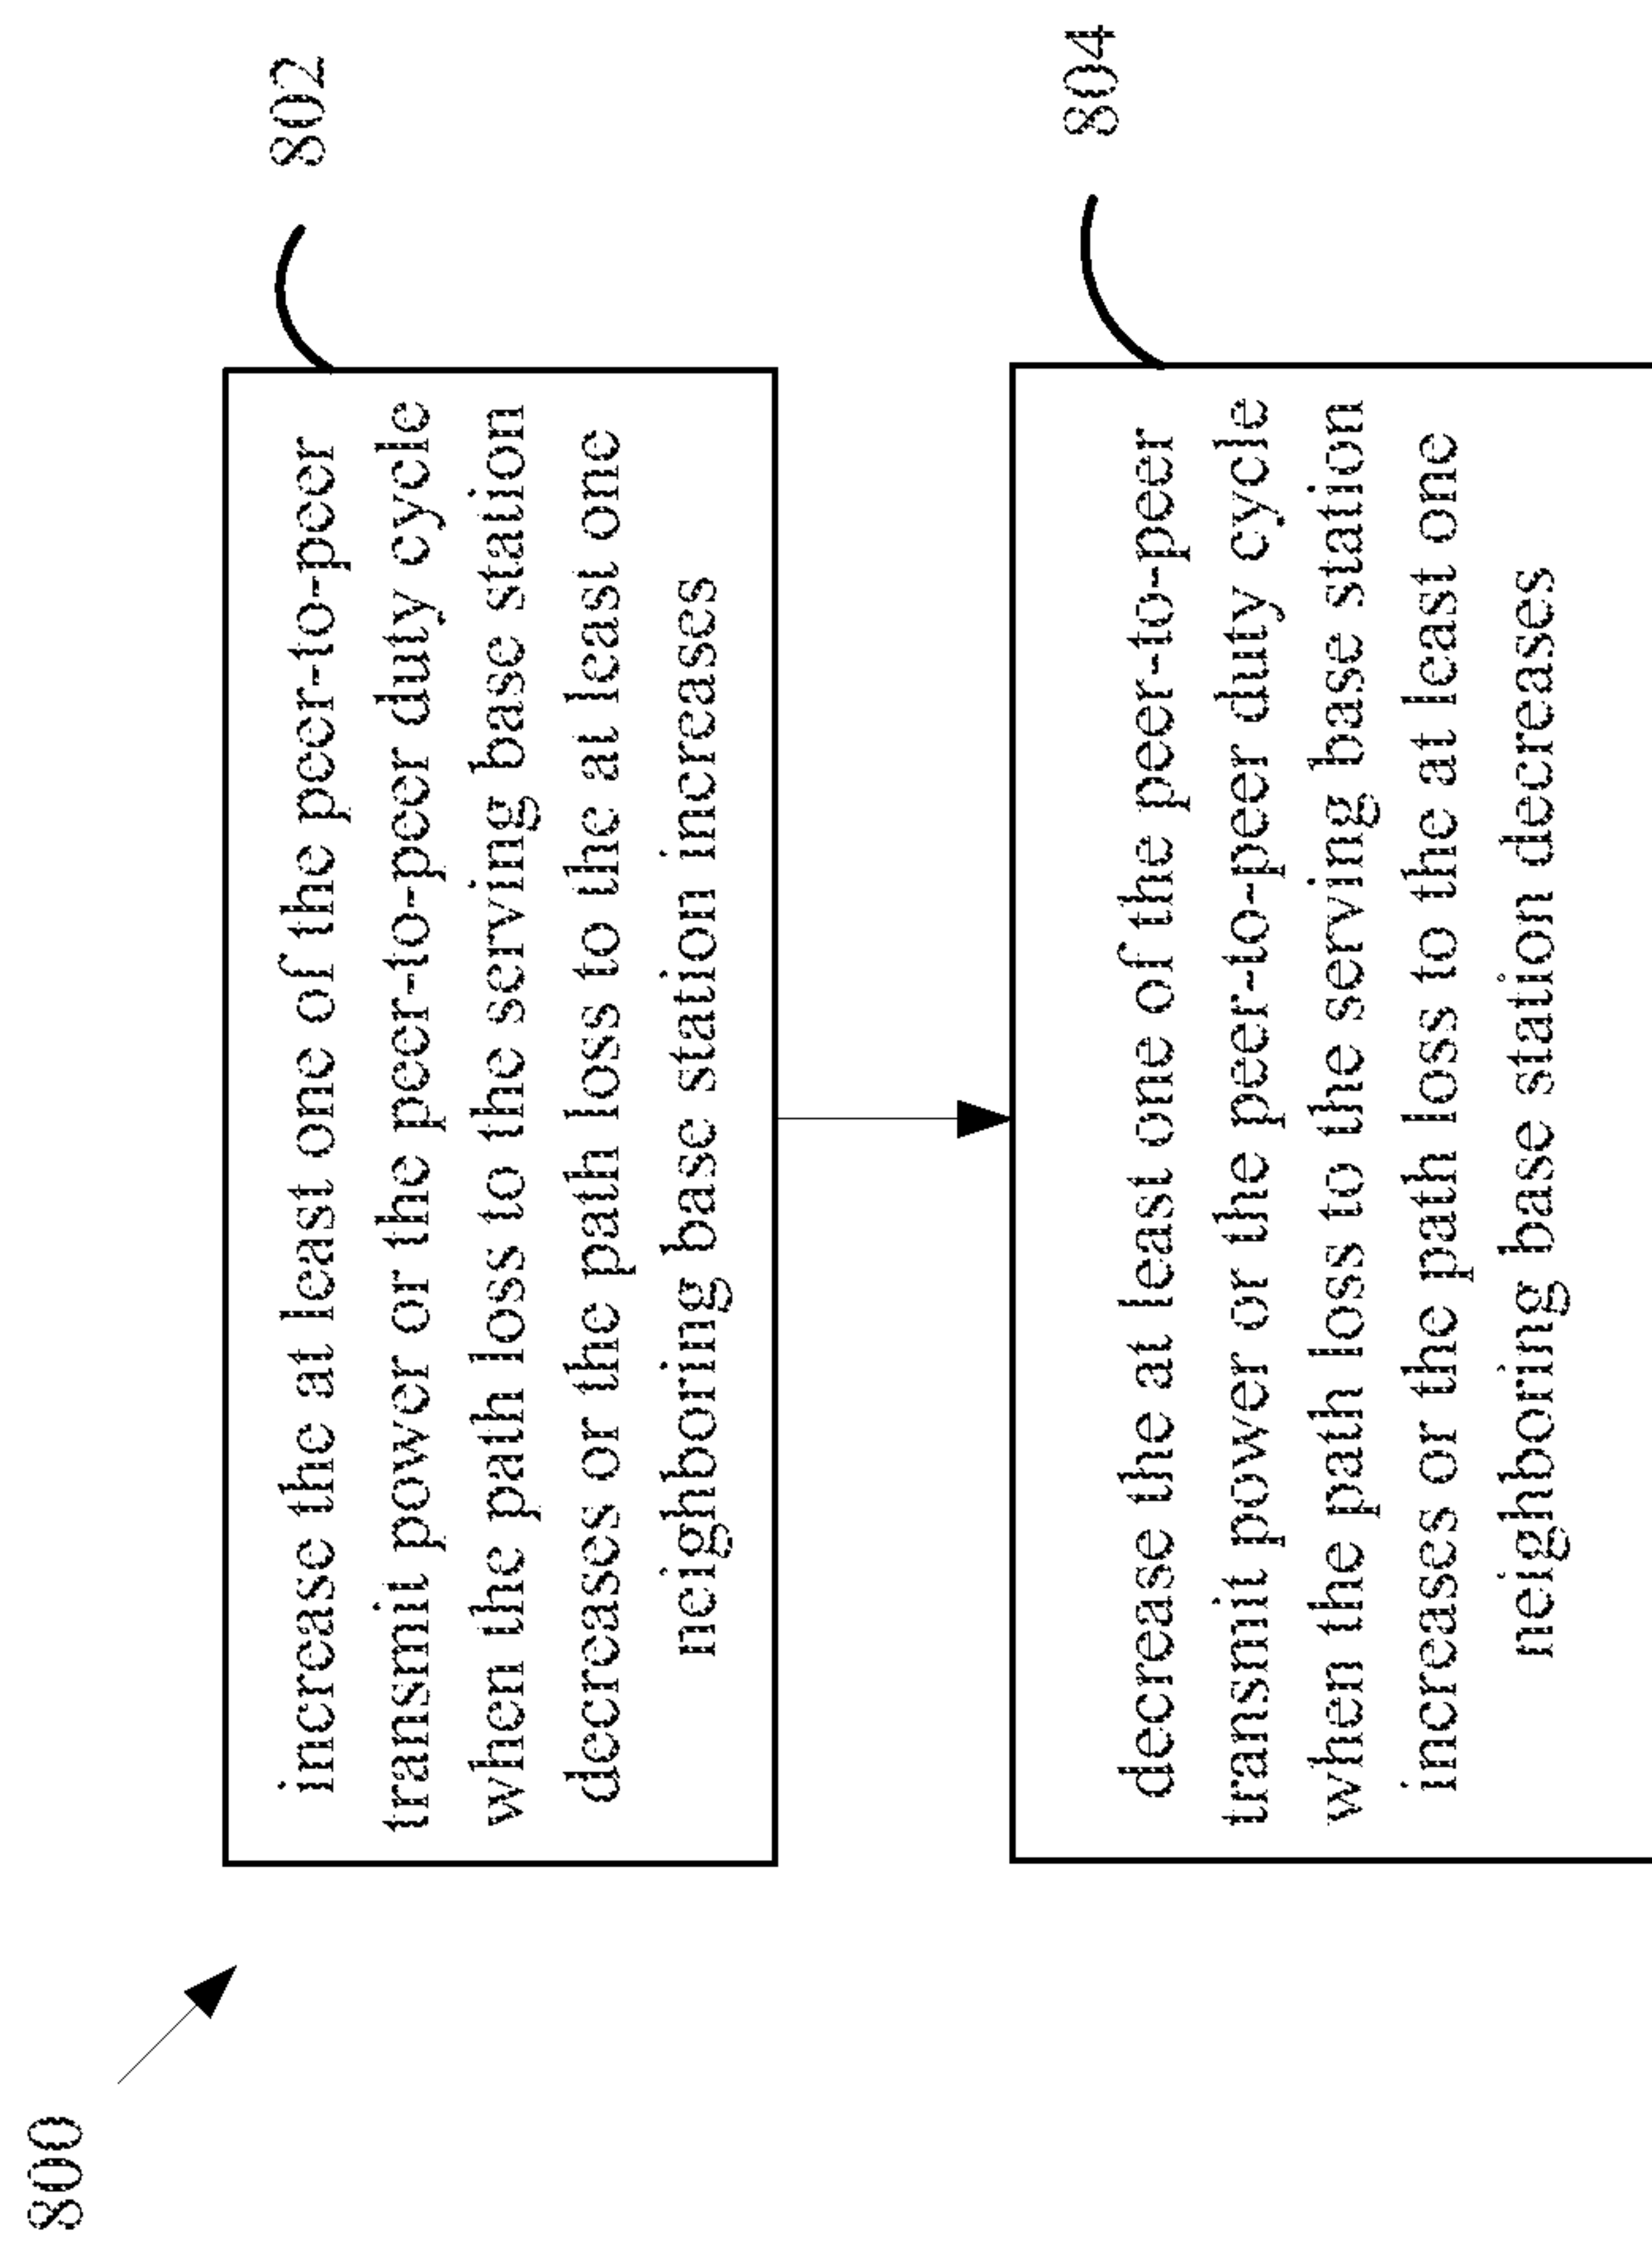 800
802
increase the at least one of the peer-to-peer
transmit power or the peer-to-peer duty cycle
when the path loss to the serving base station
decreases or the path loss to the at least one
neighboring base station increases
804
decrease the at least one of the peer-to-peer
transmit power or the peer-to-peer duty cycle
when the path loss to the serving base station
increases or the path loss to the at least one
neighboring base station decreases